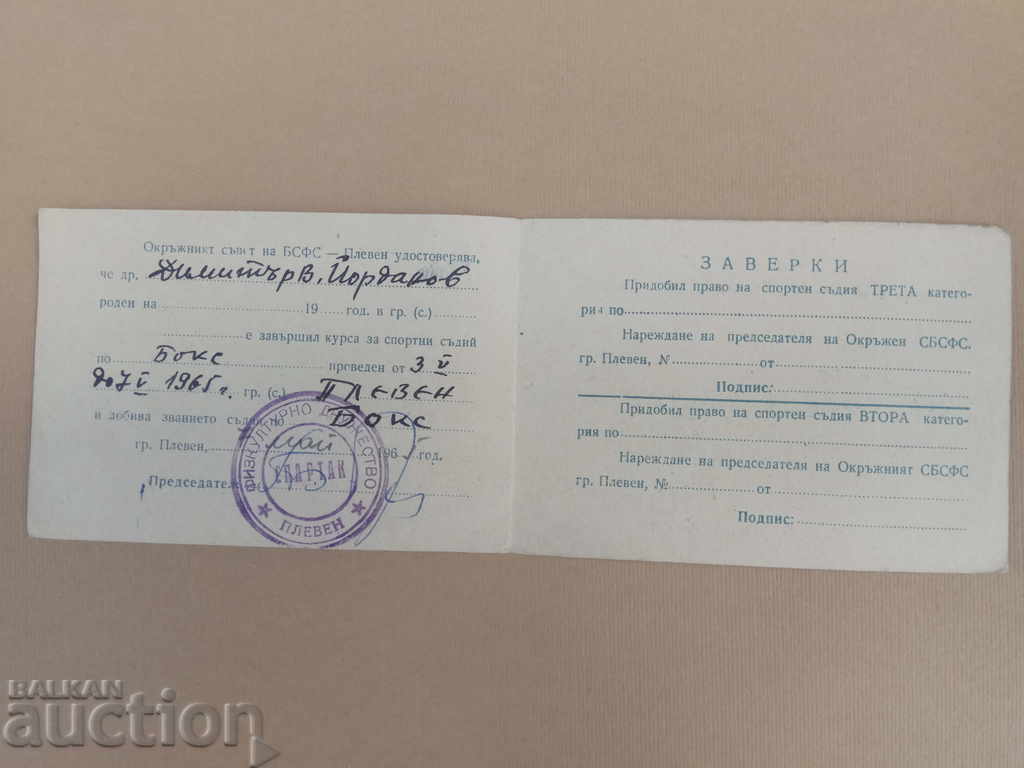 Окръжникт съвет на БСФС — Плевен удостоверява,
че др. Димитър В. Йорданов
роден на 19 год. в гр. (с.)
е завършил курса за спортни съдий
по Бокс проведен от 3 V
до 7 V 1965 г. гр. (с.) ПЛЕВЕН
и добива званието съдия по Бокс
гр. Плевен, май 196 год.
Председател:
ФИЗКУЛТУРНО ДРУЖЕСТВО
СПАРТАК
★ ПЛЕВЕН ★
ЗАВЕРКИ
Придобил право на спортен съдия ТРЕТА катего-
рия по
Нареждане на председателя на Окръжен СБСФС.
гр. Плевен, N от
Подпис:
Придобил право на спортен съдия ВТОРА катего-
рия по
Нареждане на председателя на Окръжният СБСФС
гр. Плевен, № от
Подпис:
BALKAN
auction